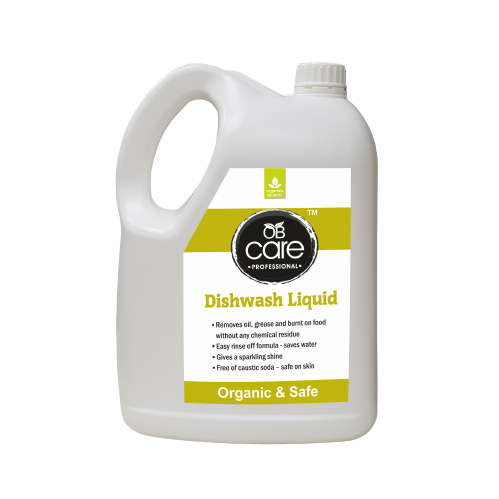 organica
TM
OB
care
•PROFESSIONAL•
Dishwash Liquid
• Removes oil, grease and burnt on food
without any chemical residue
• Easy rinse off formula - saves water
• Gives a sparkling shine
• Free of caustic soda – safe on skin
Organic & Safe